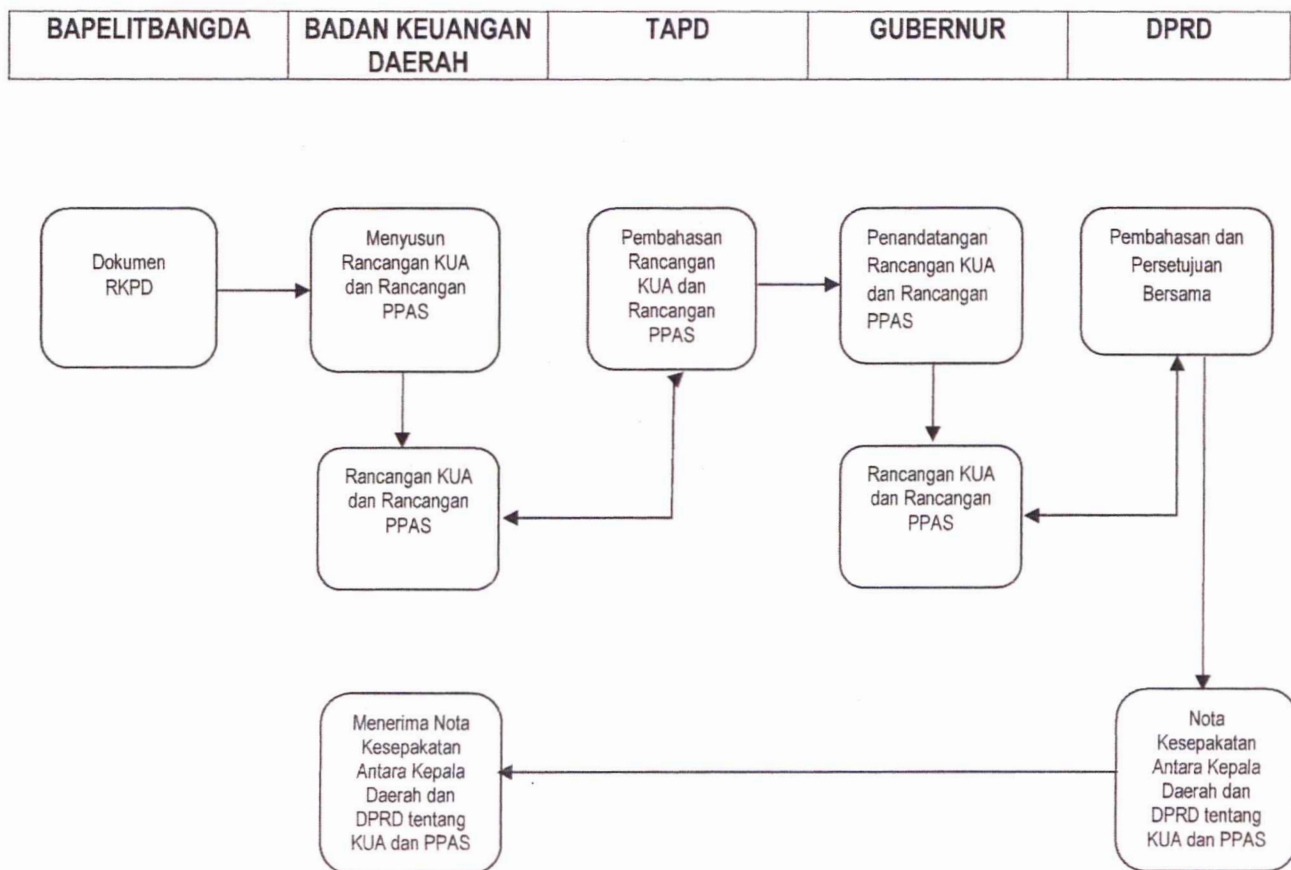 BAPELITBANGDA
BADAN KEUANGAN
DAERAH
TAPD
GUBERNUR
DPRD
Dokumen
RKPD
Menyusun
Rancangan KUA
dan Rancangan
PPAS
Pembahasan
Rancangan
KUA dan
Rancangan
PPAS
Penandatangan
Rancangan KUA
dan Rancangan
PPAS
Pembahasan dan
Persetujuan
Bersama
Rancangan KUA
dan Rancangan
PPAS
Rancangan KUA
dan Rancangan
PPAS
Menerima Nota
Kesepakatan
Antara Kepala
Daerah dan
DPRD tentang
KUA dan PPAS
Nota
Kesepakatan
Antara Kepala
Daerah dan
DPRD tentang
KUA dan PPAS